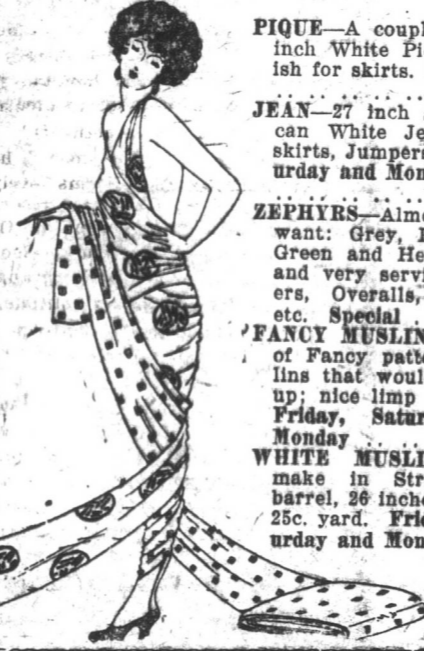 PIQUE—A coupl
inch White Pi
ish for skirts.
JEAN—27 inch
can White Je
skirts, Jumpers
urday and Mon
ZEPHYRS—Almo
want: Grey,
Green and He
and very servi
ers, Overalls,
etc. Special
FANCY MUSLIN
of Fancy patte
lins that woul
up; nice limp
Friday, Satur
Monday
WHITE MUSLI
make in Str
barrel, 26 inche
25c. yard. Frid
urday and Mon